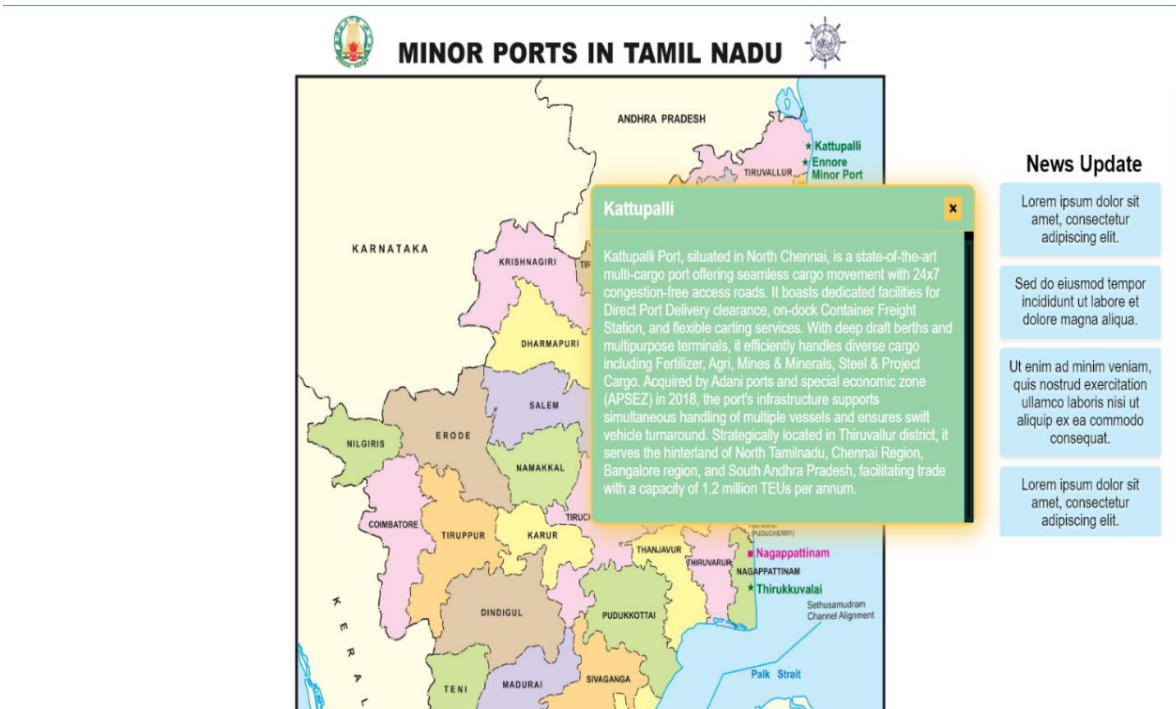 MINOR PORTS IN TAMIL NADU
ANDHRA PRADESH
Kattupalli
Ennore
Minor Port
TIRUVALLUR
KARNATAKA
KRISHNAGIRI
DHARMAPURI
SALEM
ERODE
NILGIRIS
NAMAKKAL
COIMBATORE
TIRUPPUR
KARUR
TIRUC
THANJAVUR
THIRUVARUR
(PUDUCHERRY)
Nagappattinam
NAGAPPATTINAM
Thirukkuvalai
DINDIGUL
PUDUKKOTTAI
Sethusamudram
Channel Alignment
KERAL
TENI
MADURAI
SIVAGANGA
Palk Strait
Kattupalli
x
Kattupalli Port, situated in North Chennai, is a state-of-the-art
multi-cargo port offering seamless cargo movement with 24x7
congestion-free access roads. It boasts dedicated facilities for
Direct Port Delivery clearance, on-dock Container Freight
Station, and flexible carting services. With deep draft berths and
multipurpose terminals, it efficiently handles diverse cargo
including Fertilizer, Agri, Mines & Minerals, Steel & Project
Cargo. Acquired by Adani ports and special economic zone
(APSEZ) in 2018, the port's infrastructure supports
simultaneous handling of multiple vessels and ensures swift
vehicle turnaround. Strategically located in Thiruvallur district, it
serves the hinterland of North Tamilnadu, Chennai Region,
Bangalore region, and South Andhra Pradesh, facilitating trade
with a capacity of 1.2 million TEUs per annum.
News Update
Lorem ipsum dolor sit
amet, consectetur
adipiscing elit.
Sed do eiusmod tempor
incididunt ut labore et
dolore magna aliqua.
Ut enim ad minim veniam,
quis nostrud exercitation
ullamco laboris nisi ut
aliquip ex ea commodo
consequat.
Lorem ipsum dolor sit
amet, consectetur
adipiscing elit.